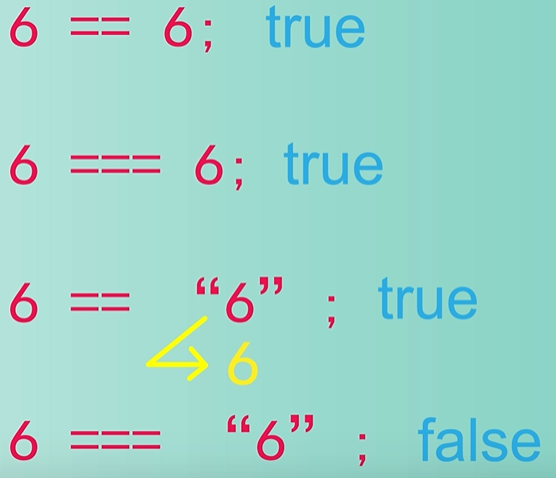 6 == 6; true
6 === 6; true
6 == “6” ; true
6
6 === “6” ; false